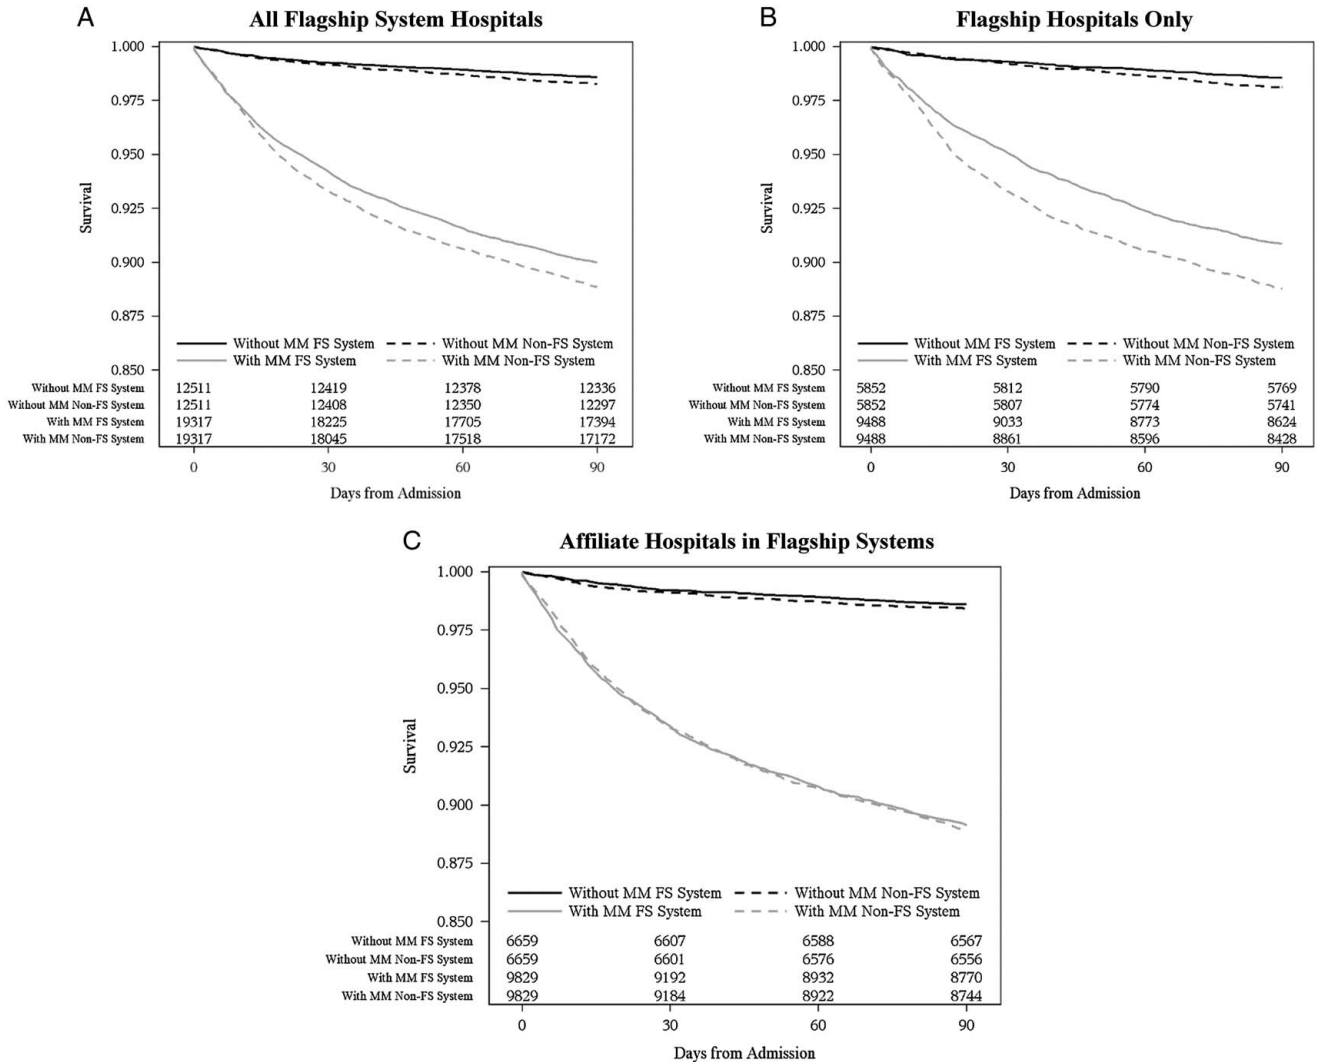 A
All Flagship System Hospitals
1.000
0.975
0.950
0.925
0.900
0.875
0.850
Survival
Without MM FS System
Without MM Non-FS System
With MM FS System
With MM Non-FS System
Without MM FS System 12511 12419 12378 12336
Without MM Non-FS System 12511 12408 12350 12297
With MM FS System 19317 18225 17705 17394
With MM Non-FS System 19317 18045 17518 17172
0 30 60 90
Days from Admission
B
Flagship Hospitals Only
1.000
0.975
0.950
0.925
0.900
0.875
0.850
Survival
Without MM FS System
Without MM Non-FS System
With MM FS System
With MM Non-FS System
Without MM FS System 5852 5812 5790 5769
Without MM Non-FS System 5852 5807 5774 5741
With MM FS System 9488 9033 8773 8624
With MM Non-FS System 9488 8861 8596 8428
0 30 60 90
Days from Admission
C
Affiliate Hospitals in Flagship Systems
1.000
0.975
0.950
0.925
0.900
0.875
0.850
Survival
Without MM FS System
Without MM Non-FS System
With MM FS System
With MM Non-FS System
Without MM FS System 6659 6607 6588 6567
Without MM Non-FS System 6659 6601 6576 6556
With MM FS System 9829 9192 8932 8770
With MM Non-FS System 9829 9184 8922 8744
0 30 60 90
Days from Admission